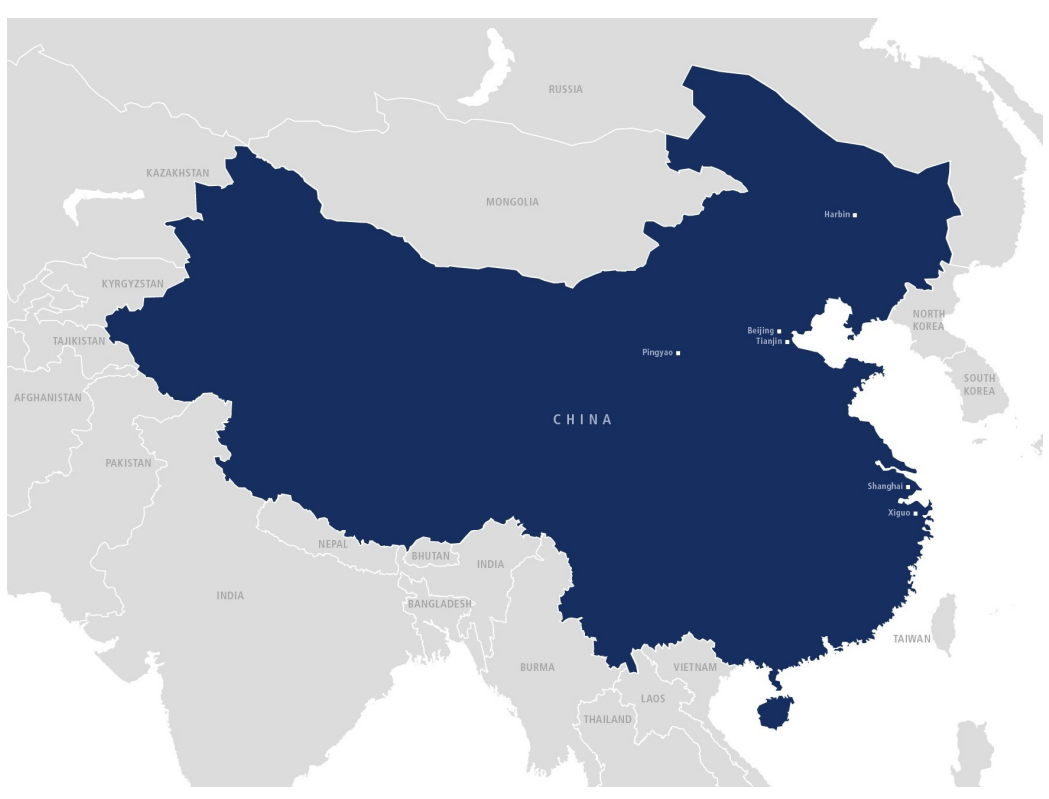 RUSSIA
KAZAKHSTAN
MONGOLIA
Harbin
KYRGYZSTAN
NORTH
KOREA
Beijing
Tianjin
TAJIKISTAN
Pingyao
SOUTH
KOREA
AFGHANISTAN
CHINA
PAKISTAN
Shanghai
Xiguo
NEPAL
BHUTAN
INDIA
INDIA
BANGLADESH
TAIWAN
BURMA
VIETNAM
LAOS
THAILAND